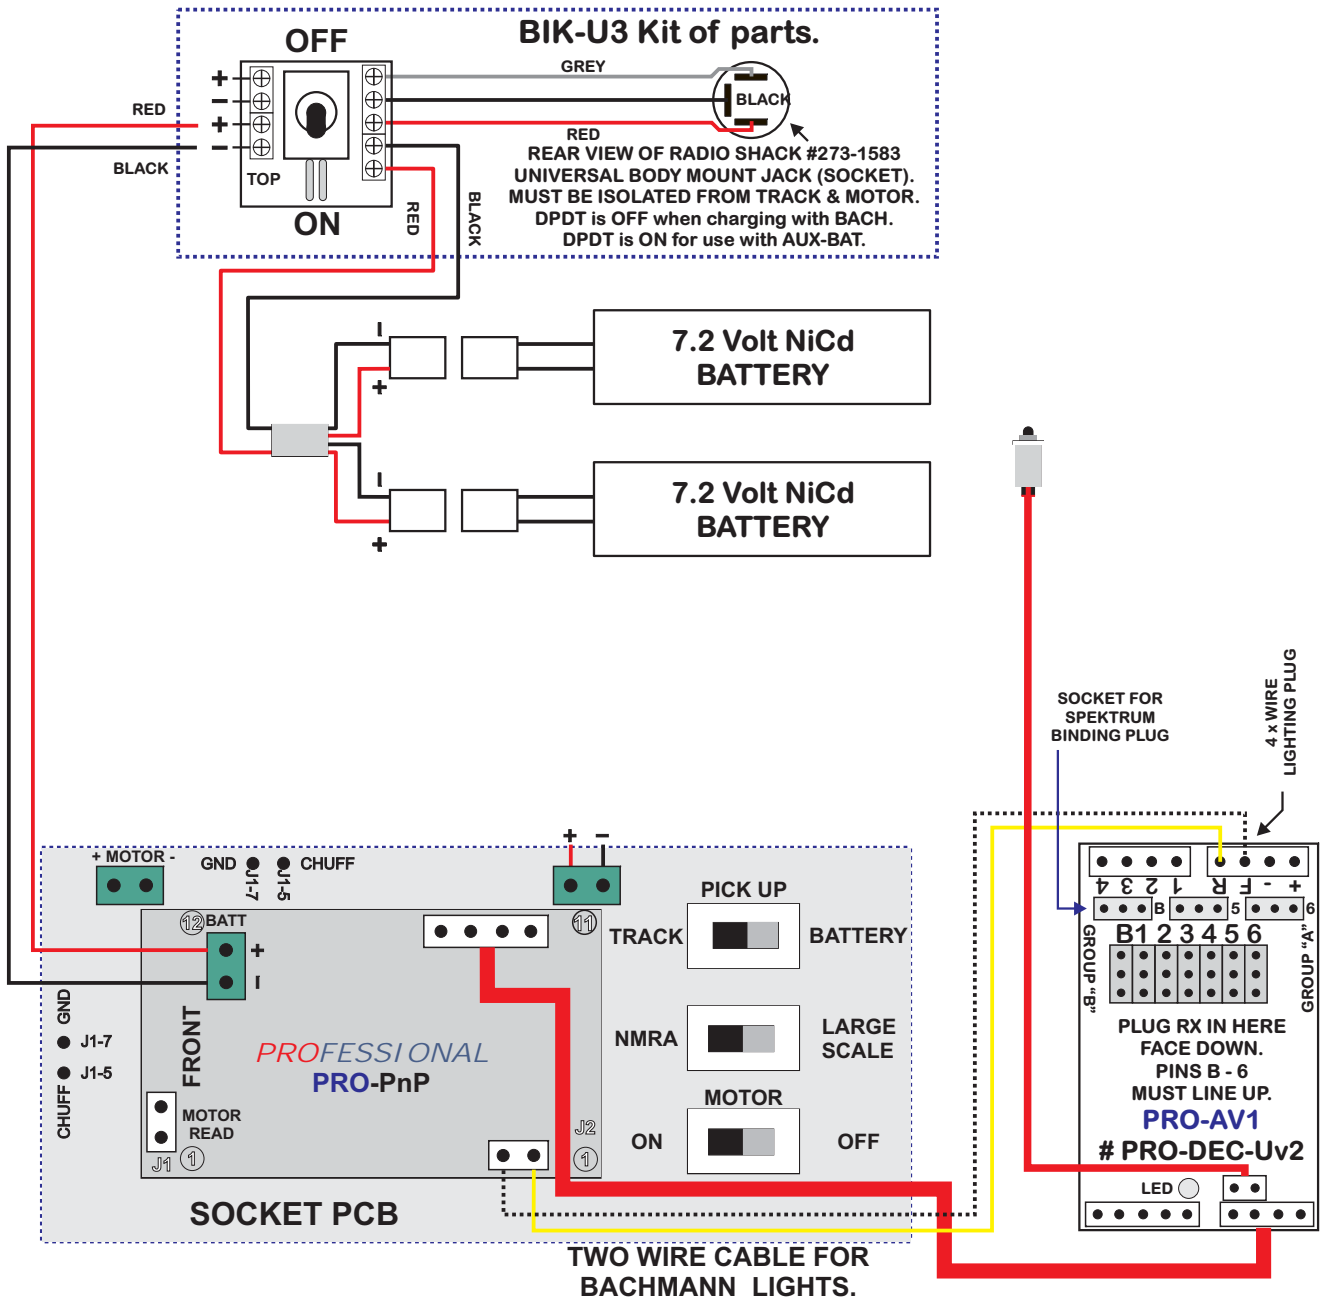 BIK-U3 Kit of parts.
OFF
GREY
+
−
+
−
BLACK
RED
RED
BLACK
TOP
ON
REAR VIEW OF RADIO SHACK #273-1583
UNIVERSAL BODY MOUNT JACK (SOCKET).
MUST BE ISOLATED FROM TRACK & MOTOR.
DPDT is OFF when charging with BACH.
DPDT is ON for use with AUX-BAT.
RED
BLACK
−
+
7.2 Volt NiCd
BATTERY
−
+
7.2 Volt NiCd
BATTERY
SOCKET FOR
SPEKTRUM
BINDING PLUG
4 x WIRE
LIGHTING PLUG
+ MOTOR -
GND
J1-7
J1-5
CHUFF
+ −
12
BATT
+
−
11
PICK UP
TRACK
BATTERY
NMRA
LARGE
SCALE
MOTOR
ON
OFF
GND
J1-7
J1-5
CHUFF
FRONT
PROFESSIONAL
PRO-PnP
MOTOR
READ
J1
1
J2
1
SOCKET PCB
TWO WIRE CABLE FOR
BACHMANN LIGHTS.
4 3 2 1 R F - +
B 5 6
B1 2 3 4 5 6
GROUP "B"
GROUP "A"
PLUG RX IN HERE
FACE DOWN.
PINS B - 6
MUST LINE UP.
PRO-AV1
# PRO-DEC-Uv2
LED